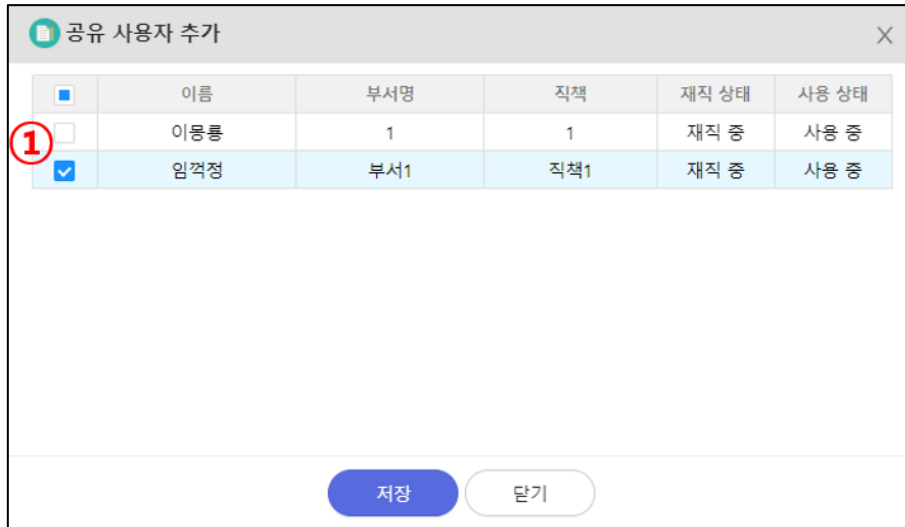 공유 사용자 추가
이름 부서명 직책 재직 상태 사용 상태
① 이몽룡 1 1 재직 중 사용 중
임꺽정 부서1 직책1 재직 중 사용 중
저장 닫기